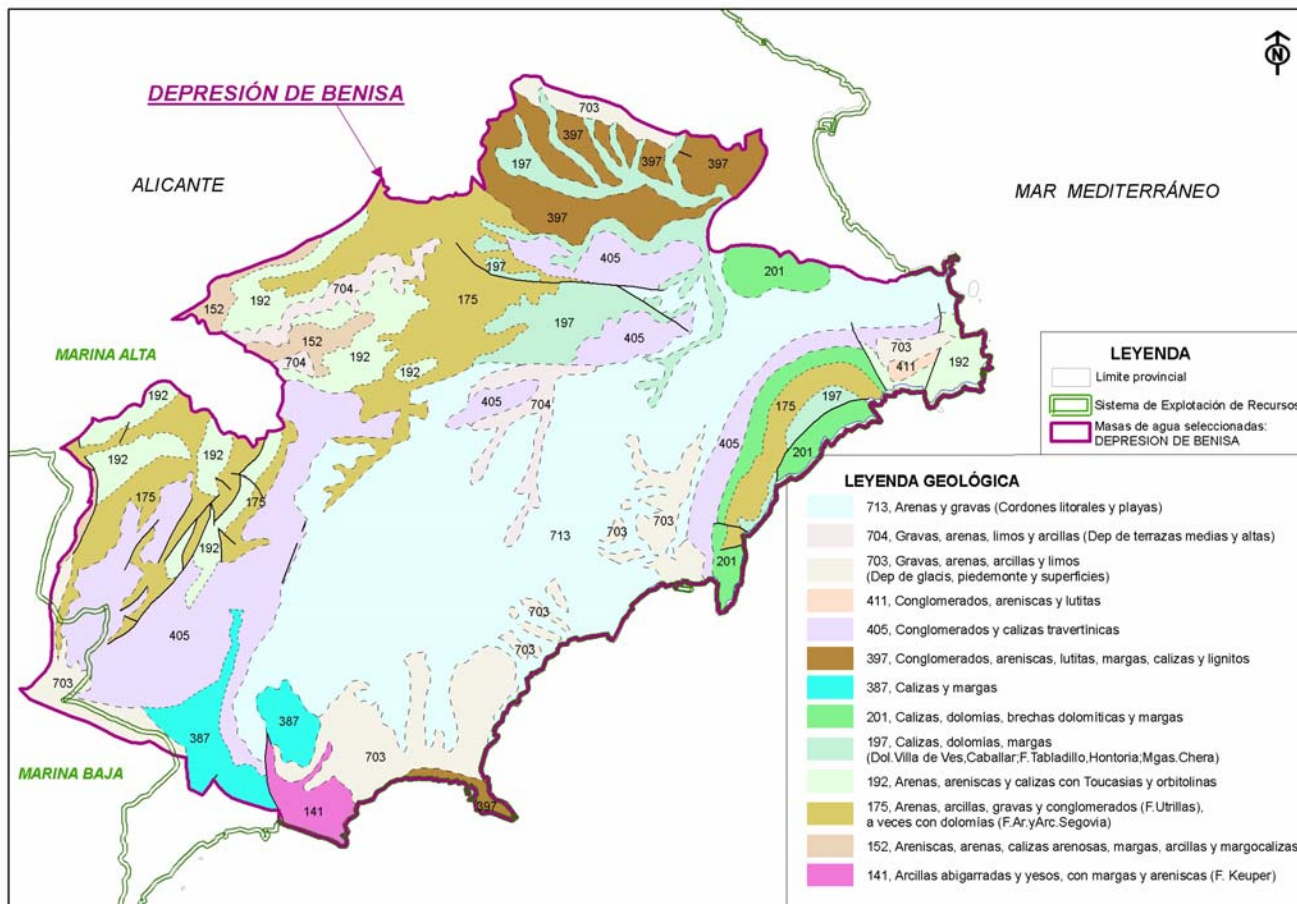 DEPRESIÓN DE BENISA
N
ALICANTE
MAR MEDITERRÁNEO
MARINA ALTA
MARINA BAJA
703
397
397
397
197
397
405
201
197
175
192
704
152
197
405
152
192
704
192
405
704
703
411
192
197
175
201
405
192
192
192
175
175
192
713
703
703
201
405
703
703
703
387
387
703
141
397
LEYENDA
Límite provincial
Sistema de Explotación de Recursos
Masas de agua seleccionadas:
DEPRESION DE BENISA
LEYENDA GEOLÓGICA
713, Arenas y gravas (Cordones litorales y playas)
704, Gravas, arenas, limos y arcillas (Dep de terrazas medias y altas)
703, Gravas, arenas, arcillas y limos
(Dep de glacis, piedemonte y superficies)
411, Conglomerados, areniscas y lutitas
405, Conglomerados y calizas travertínicas
397, Conglomerados, areniscas, lutitas, margas, calizas y lignitos
387, Calizas y margas
201, Calizas, dolomías, brechas dolomíticas y margas
197, Calizas, dolomías, margas
(Dol.Villa de Ves,Caballar;F.Tabladillo,Hontoria;Mgas.Chera)
192, Arenas, areniscas y calizas con Toucasias y orbitolinas
175, Arenas, arcillas, gravas y conglomerados (F.Utrillas),
a veces con dolomías (F.Ar.yArc.Segovia)
152, Areniscas, arenas, calizas arenosas, margas, arcillas y margocalizas
141, Arcillas abigarradas y yesos, con margas y areniscas (F. Keuper)